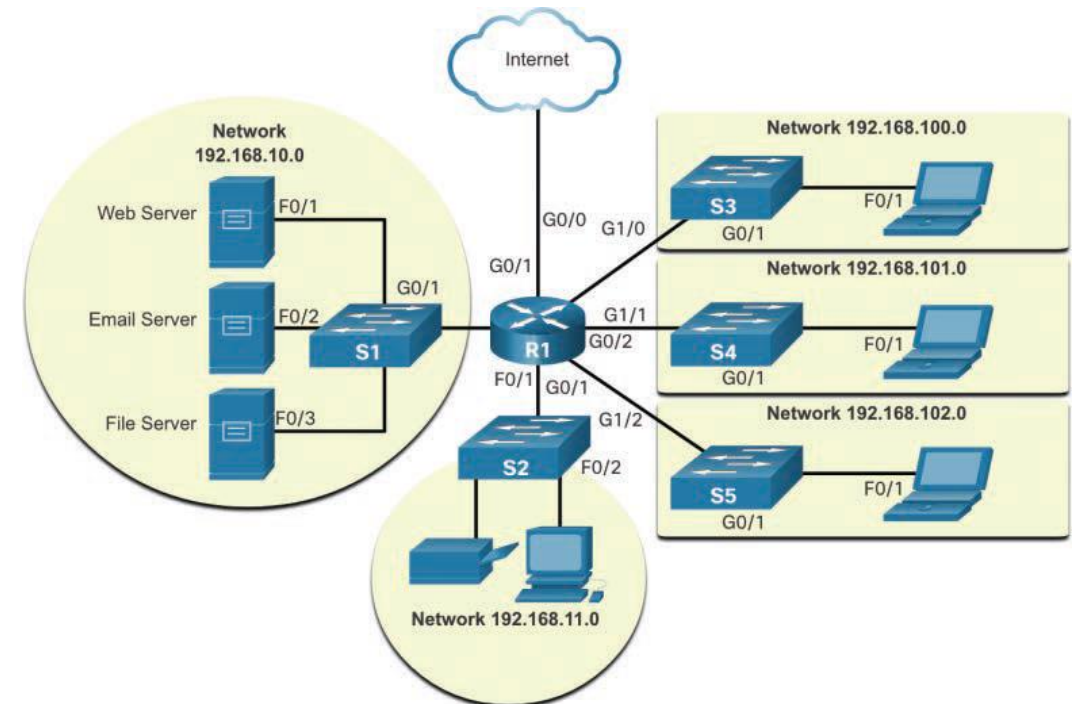 Internet
Network
192.168.10.0
Web Server
F0/1
Email Server
F0/2
File Server
F0/3
G0/1
S1
G0/0
G0/1
G1/0
R1
G1/1
G0/2
F0/1
G0/1
G1/2
S2
F0/2
Network 192.168.11.0
Network 192.168.100.0
S3
F0/1
G0/1
Network 192.168.101.0
S4
F0/1
G0/1
Network 192.168.102.0
S5
F0/1
G0/1